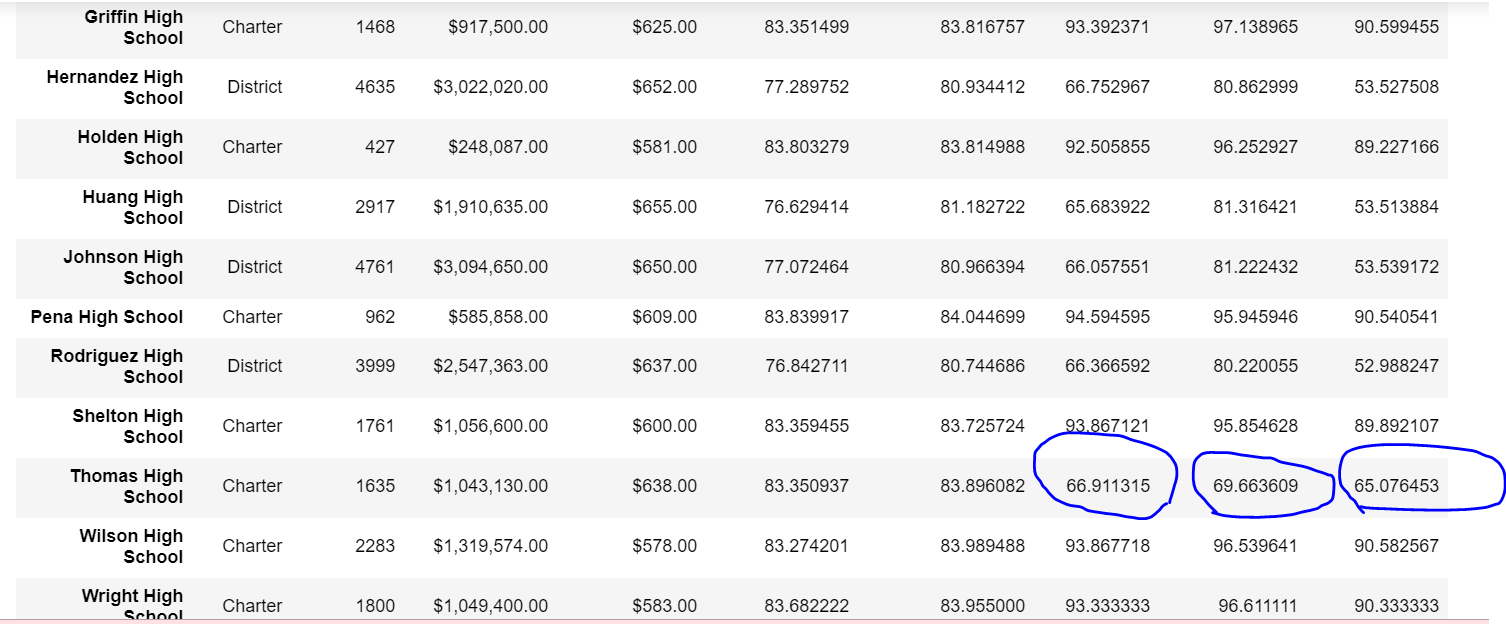 Griffin High School Charter 1468 $917,500.00 $625.00 83.351499 83.816757 93.392371 97.138965 90.599455
Hernandez High School District 4635 $3,022,020.00 $652.00 77.289752 80.934412 66.752967 80.862999 53.527508
Holden High School Charter 427 $248,087.00 $581.00 83.803279 83.814988 92.505855 96.252927 89.227166
Huang High School District 2917 $1,910,635.00 $655.00 76.629414 81.182722 65.683922 81.316421 53.513884
Johnson High School District 4761 $3,094,650.00 $650.00 77.072464 80.966394 66.057551 81.222432 53.539172
Pena High School Charter 962 $585,858.00 $609.00 83.839917 84.044699 94.594595 95.945946 90.540541
Rodriguez High School District 3999 $2,547,363.00 $637.00 76.842711 80.744686 66.366592 80.220055 52.988247
Shelton High School Charter 1761 $1,056,600.00 $600.00 83.359455 83.725724 93.867121 95.854628 89.892107
Thomas High School Charter 1635 $1,043,130.00 $638.00 83.350937 83.896082 66.911315 69.663609 65.076453
Wilson High School Charter 2283 $1,319,574.00 $578.00 83.274201 83.989488 93.867718 96.539641 90.582567
Wright High School Charter 1800 $1,049,400.00 $583.00 83.682222 83.955000 93.333333 96.611111 90.333333